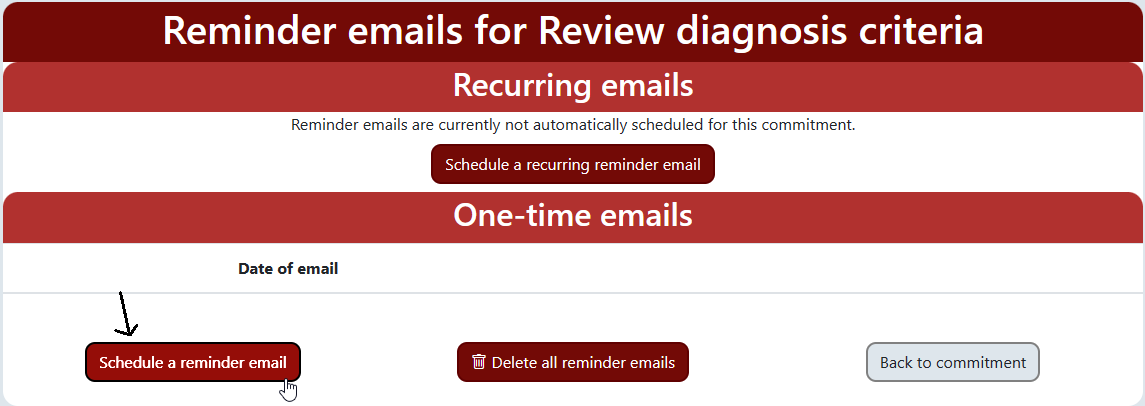 Reminder emails for Review diagnosis criteria
Recurring emails
Reminder emails are currently not automatically scheduled for this commitment.
Schedule a recurring reminder email
One-time emails
Date of email
Schedule a reminder email
Delete all reminder emails
Back to commitment